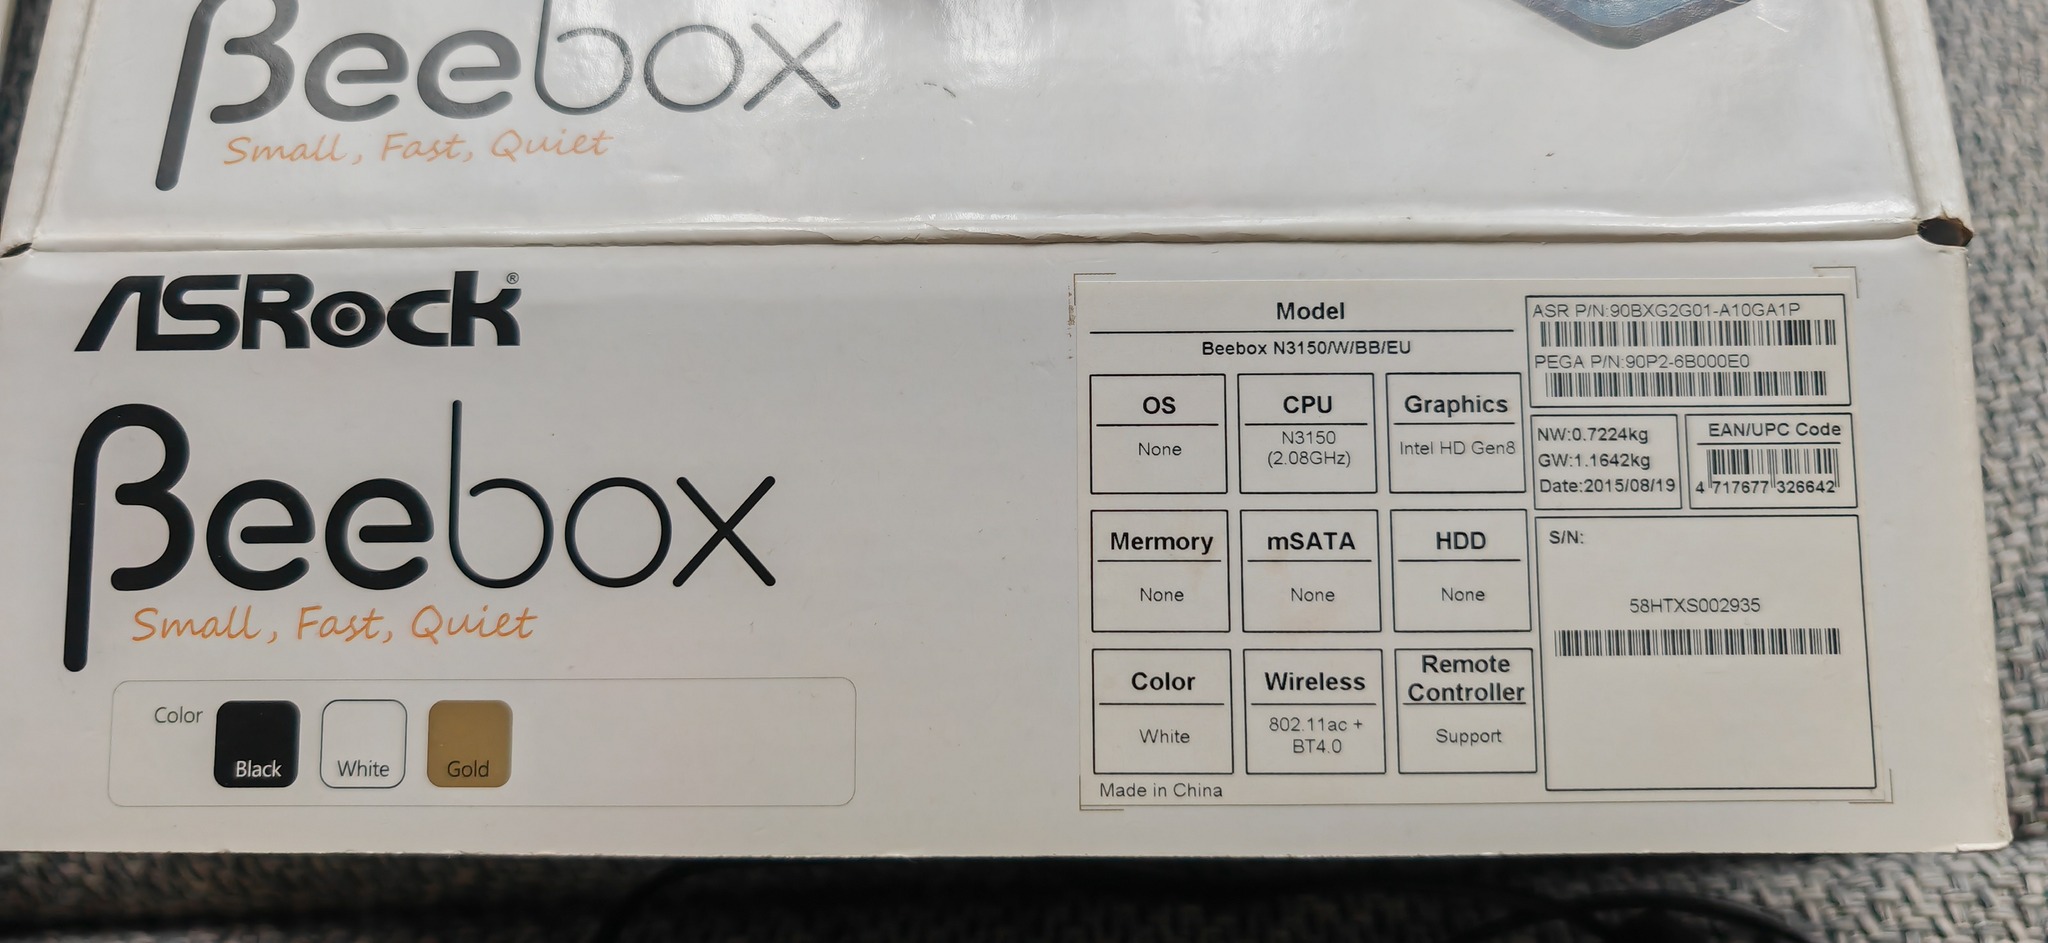 Beebox
Small, Fast, Quiet
ASRock®
Beebox
Small, Fast, Quiet
Color
Black
White
Gold
Model
Beebox N3150/W/BB/EU
OS
None
CPU
N3150
(2.08GHz)
Graphics
Intel HD Gen8
Mermory
None
mSATA
None
HDD
None
Color
White
Wireless
802.11ac +
BT4.0
Remote
Controller
Support
Made in China
ASR P/N:90BXG2G01-A10GA1P
PEGA P/N:90P2-6B000E0
NW:0.7224kg
GW:1.1642kg
Date:2015/08/19
EAN/UPC Code
4 717677 326642
S/N:
58HTXS002935